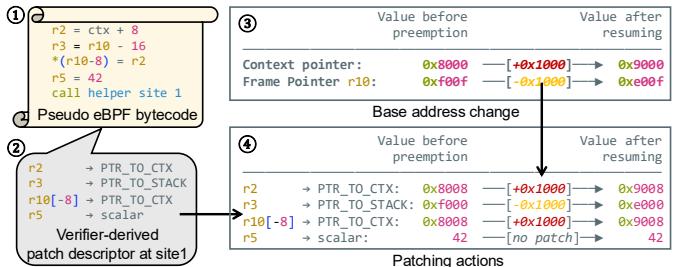 ①
r2 = ctx + 8
r3 = r10 - 16
*(r10-8) = r2
r5 = 42
call helper site 1
Pseudo eBPF bytecode
②
r2 → PTR_TO_CTX
r3 → PTR_TO_STACK
r10[-8] → PTR_TO_CTX
r5 → scalar
Verifier-derived
patch descriptor at site1
③
Value before preemption Value after resuming
Context pointer: 0x8000 —[+0x1000]→ 0x9000
Frame Pointer r10: 0xf00f —[-0x1000]→ 0xe00f
Base address change
④
Value before preemption Value after resuming
r2 → PTR_TO_CTX: 0x8008 —[+0x1000]→ 0x9008
r3 → PTR_TO_STACK: 0xf000 —[-0x1000]→ 0xe000
r10[-8] → PTR_TO_CTX: 0x8008 —[+0x1000]→ 0x9008
r5 → scalar: 42 —[no patch]→ 42
Patching actions